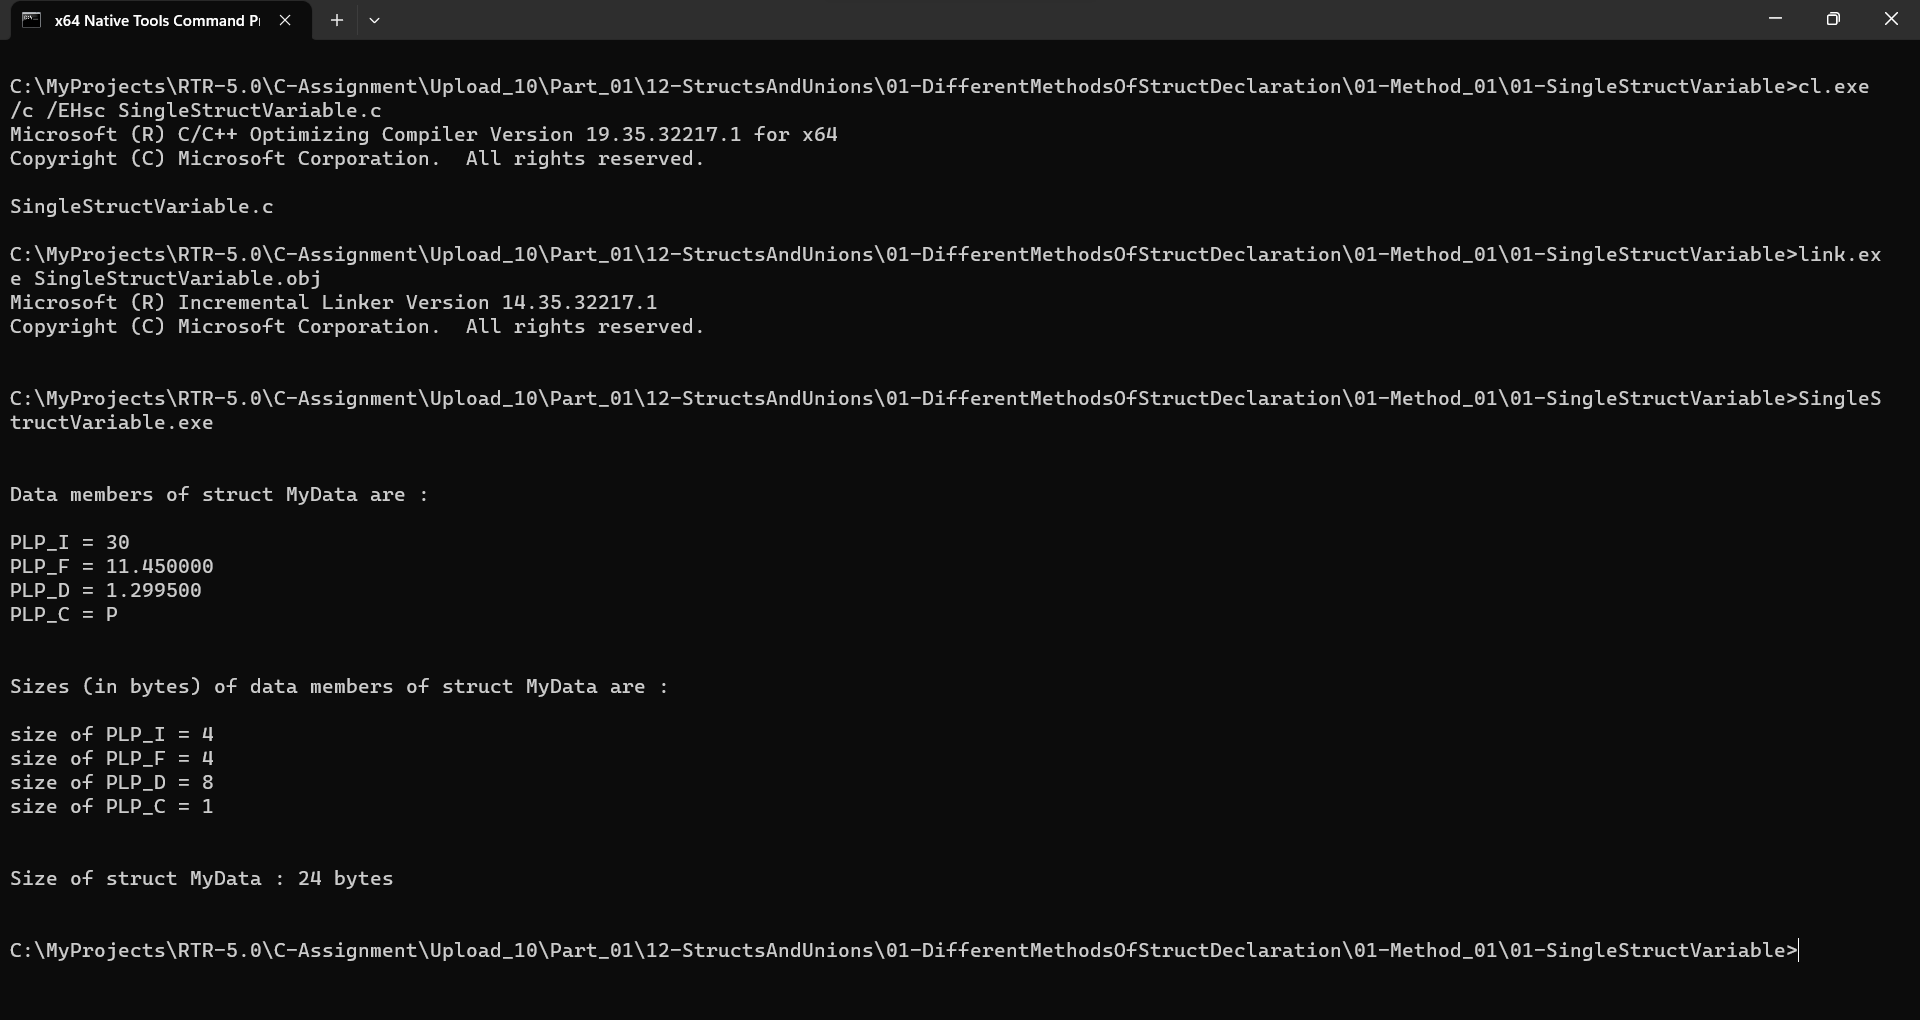 x64 Native Tools Command P
C:\MyProjects\RTR-5.0\C-Assignment\Upload_10\Part_01\12-StructsAndUnions\01-DifferentMethodsOfStructDeclaration\01-Method_01\01-SingleStructVariable>cl.exe
/c /EHsc SingleStructVariable.c
Microsoft (R) C/C++ Optimizing Compiler Version 19.35.32217.1 for x64
Copyright (C) Microsoft Corporation.  All rights reserved.
SingleStructVariable.c
C:\MyProjects\RTR-5.0\C-Assignment\Upload_10\Part_01\12-StructsAndUnions\01-DifferentMethodsOfStructDeclaration\01-Method_01\01-SingleStructVariable>link.ex
e SingleStructVariable.obj
Microsoft (R) Incremental Linker Version 14.35.32217.1
Copyright (C) Microsoft Corporation.  All rights reserved.
C:\MyProjects\RTR-5.0\C-Assignment\Upload_10\Part_01\12-StructsAndUnions\01-DifferentMethodsOfStructDeclaration\01-Method_01\01-SingleStructVariable>SingleS
tructVariable.exe
Data members of struct MyData are :
PLP_I = 30
PLP_F = 11.450000
PLP_D = 1.299500
PLP_C = P
Sizes (in bytes) of data members of struct MyData are :
size of PLP_I = 4
size of PLP_F = 4
size of PLP_D = 8
size of PLP_C = 1
Size of struct MyData : 24 bytes
C:\MyProjects\RTR-5.0\C-Assignment\Upload_10\Part_01\12-StructsAndUnions\01-DifferentMethodsOfStructDeclaration\01-Method_01\01-SingleStructVariable>